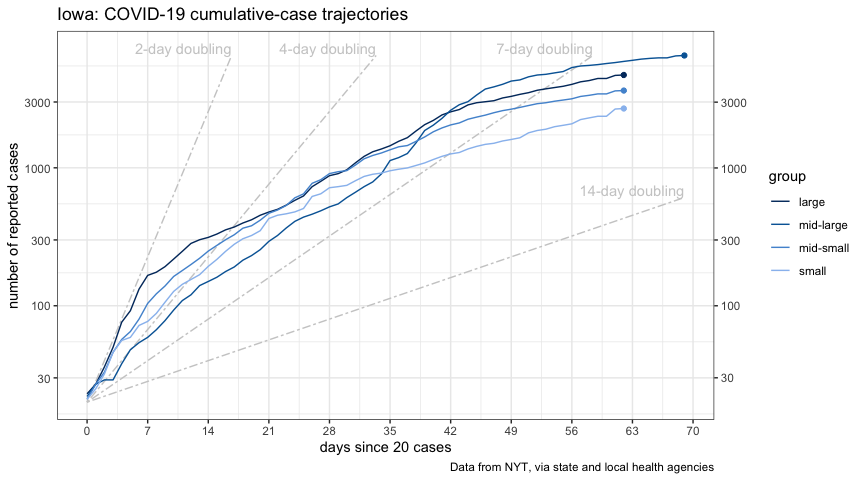 Iowa: COVID-19 cumulative-case trajectories
2-day doubling
4-day doubling
7-day doubling
14-day doubling
number of reported cases
3000
1000
300
100
30
3000
1000
300
100
30
0 7 14 21 28 35 42 49 56 63 70
days since 20 cases
group
large
mid-large
mid-small
small
Data from NYT, via state and local health agencies